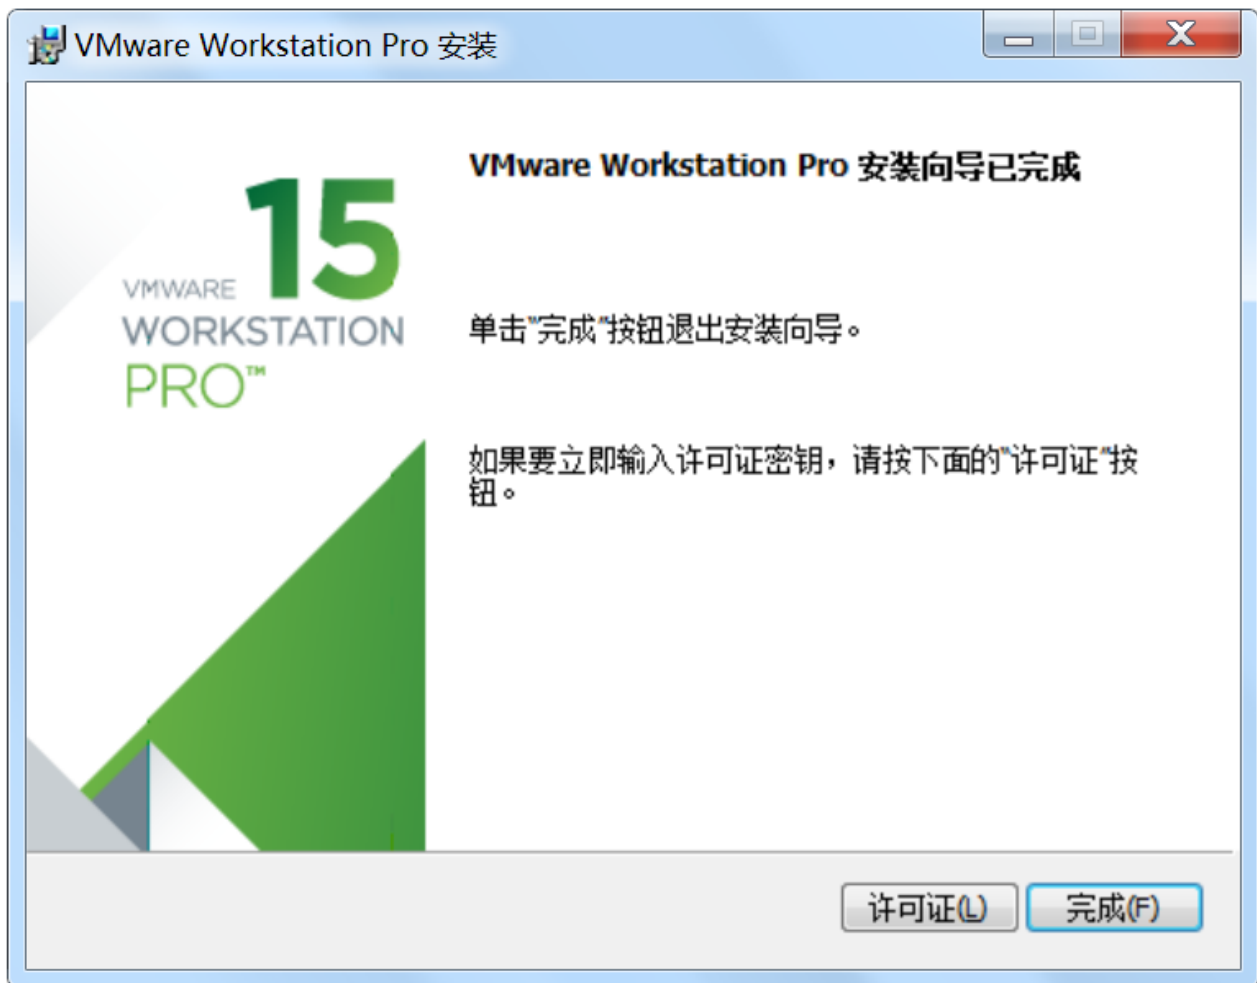 VMware Workstation Pro 安装
15
VMWARE
WORKSTATION
PRO™
VMware Workstation Pro 安装向导已完成
单击"完成"按钮退出安装向导。
如果要立即输入许可证密钥，请按下面的"许可证"按
钮。
许可证(L)
完成(F)